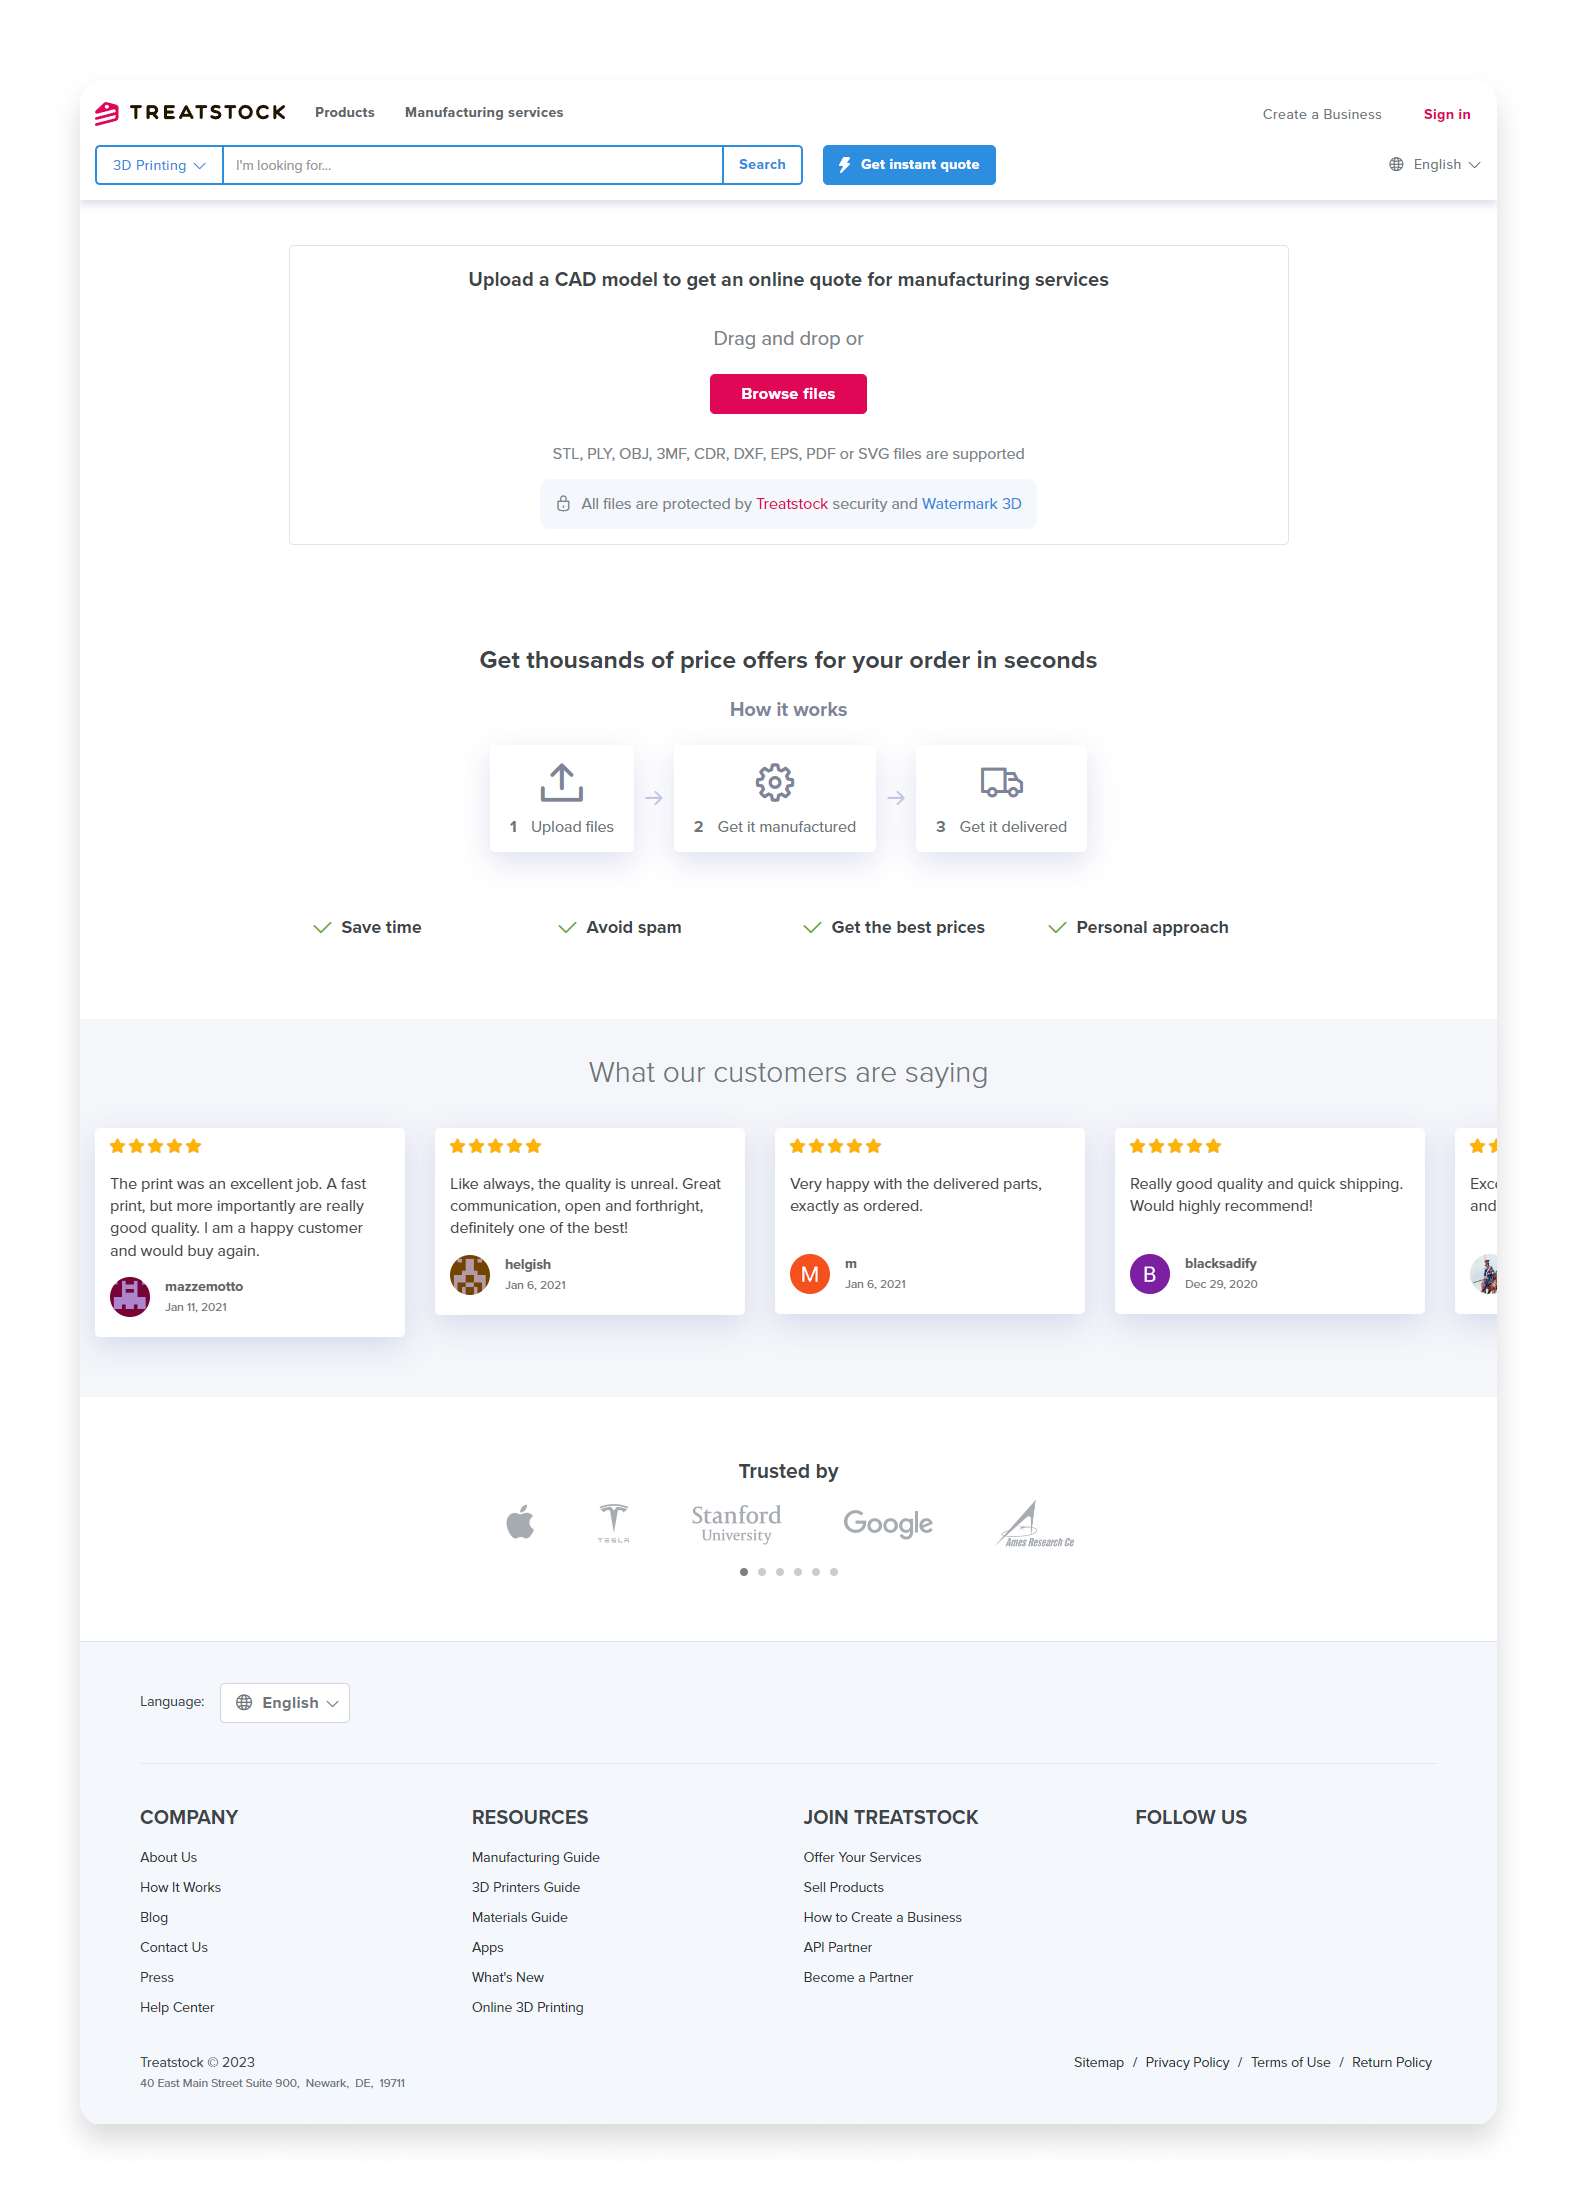 TREATSTOCK Products Manufacturing services Create a Business Sign in
3D Printing I'm looking for... Search Get instant quote English
Upload a CAD model to get an online quote for manufacturing services
Drag and drop or
Browse files
STL, PLY, OBJ, 3MF, CDR, DXF, EPS, PDF or SVG files are supported
All files are protected by Treatstock security and Watermark 3D
Get thousands of price offers for your order in seconds
How it works
1 Upload files
2 Get it manufactured
3 Get it delivered
Save time
Avoid spam
Get the best prices
Personal approach
What our customers are saying
The print was an excellent job. A fast
print, but more importantly are really
good quality. I am a happy customer
and would buy again.
mazzemotto
Jan 11, 2021
Like always, the quality is unreal. Great
communication, open and forthright,
definitely one of the best!
helgish
Jan 6, 2021
Very happy with the delivered parts,
exactly as ordered.
M
m
Jan 6, 2021
Really good quality and quick shipping.
Would highly recommend!
B
blacksadify
Dec 29, 2020
and
Trusted by
TESLA
Stanford
University
Google
Ames Research Ce
Language: English
COMPANY
About Us
How It Works
Blog
Contact Us
Press
Help Center
RESOURCES
Manufacturing Guide
3D Printers Guide
Materials Guide
Apps
What's New
Online 3D Printing
JOIN TREATSTOCK
Offer Your Services
Sell Products
How to Create a Business
API Partner
Become a Partner
FOLLOW US
Treatstock © 2023
40 East Main Street Suite 900, Newark, DE, 19711
Sitemap / Privacy Policy / Terms of Use / Return Policy